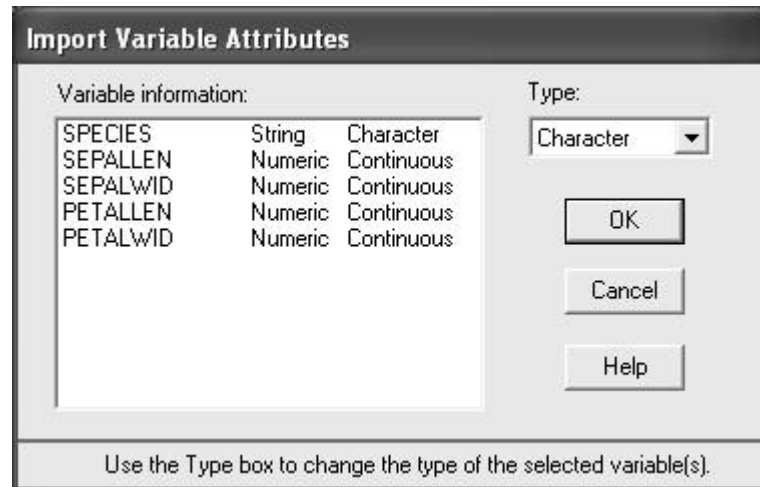 Import Variable Attributes
Variable information:
Type:
SPECIES String Character
SEPALLEN Numeric Continuous
SEPALWID Numeric Continuous
PETALLEN Numeric Continuous
PETALWID Numeric Continuous
Character
OK
Cancel
Help
Use the Type box to change the type of the selected variable(s).